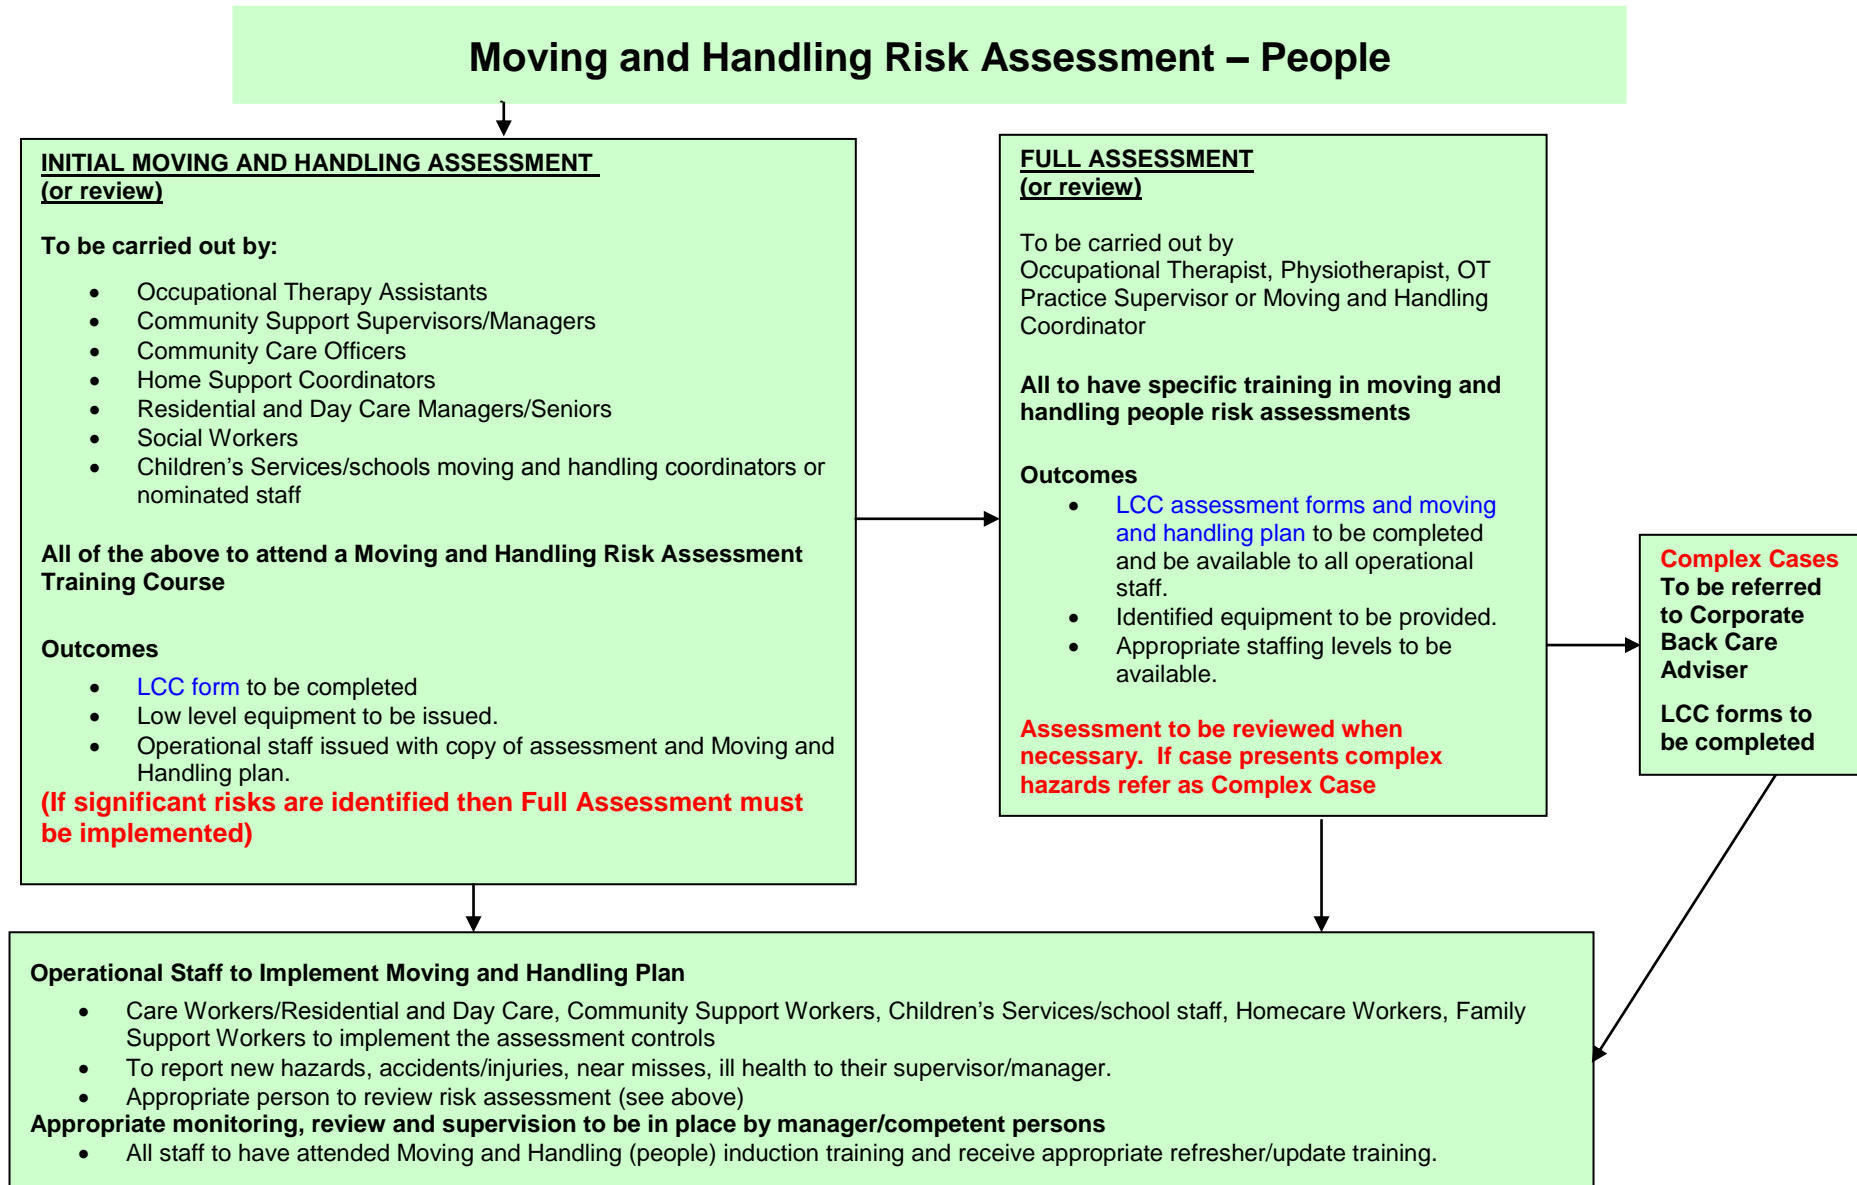 Moving and Handling Risk Assessment – People
INITIAL MOVING AND HANDLING ASSESSMENT
(or review)
To be carried out by:
• Occupational Therapy Assistants
• Community Support Supervisors/Managers
• Community Care Officers
• Home Support Coordinators
• Residential and Day Care Managers/Seniors
• Social Workers
• Children’s Services/schools moving and handling coordinators or
nominated staff
All of the above to attend a Moving and Handling Risk Assessment
Training Course
Outcomes
• LCC form to be completed
• Low level equipment to be issued.
• Operational staff issued with copy of assessment and Moving and
Handling plan.
(If significant risks are identified then Full Assessment must
be implemented)
FULL ASSESSMENT
(or review)
To be carried out by
Occupational Therapist, Physiotherapist, OT
Practice Supervisor or Moving and Handling
Coordinator
All to have specific training in moving and
handling people risk assessments
Outcomes
• LCC assessment forms and moving
and handling plan to be completed
and be available to all operational
staff.
• Identified equipment to be provided.
• Appropriate staffing levels to be
available.
Assessment to be reviewed when
necessary.  If case presents complex
hazards refer as Complex Case
Complex Cases
To be referred
to Corporate
Back Care
Adviser
LCC forms to
be completed
Operational Staff to Implement Moving and Handling Plan
• Care Workers/Residential and Day Care, Community Support Workers, Children’s Services/school staff, Homecare Workers, Family
Support Workers to implement the assessment controls
• To report new hazards, accidents/injuries, near misses, ill health to their supervisor/manager.
• Appropriate person to review risk assessment (see above)
Appropriate monitoring, review and supervision to be in place by manager/competent persons
• All staff to have attended Moving and Handling (people) induction training and receive appropriate refresher/update training.